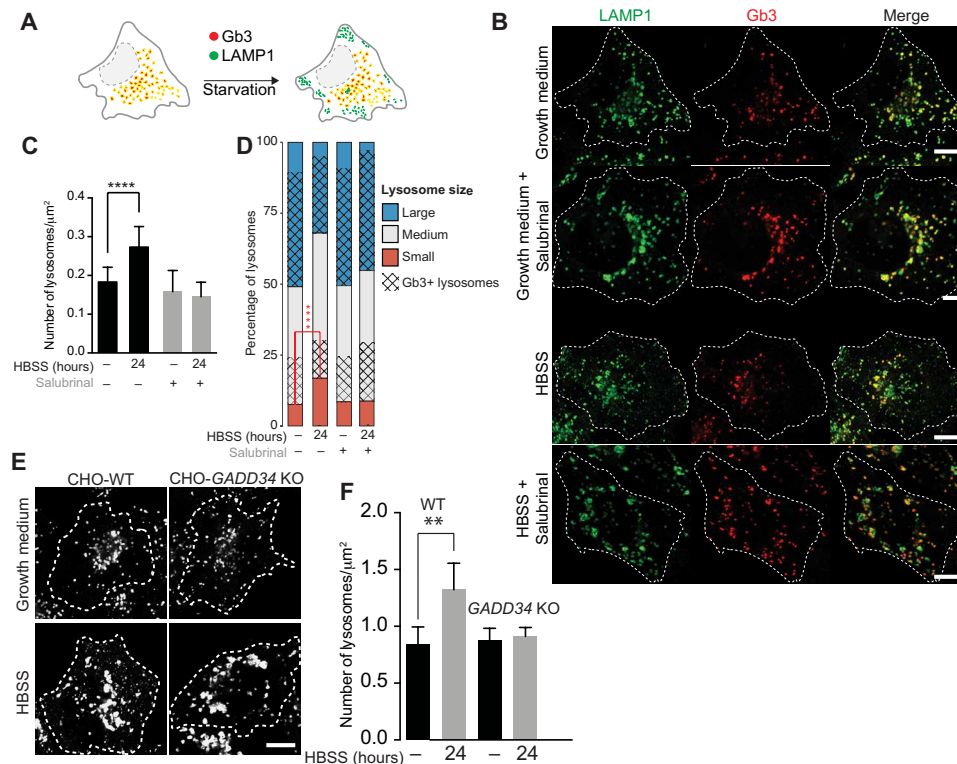 A
Gb3
LAMP1
Starvation
B
LAMP1 Gb3 Merge
Growth medium
Growth medium +
Salubrinal
HBSS
HBSS +
Salubrinal
C
****
Number of lysosomes/μm²
0.4
0.3
0.2
0.1
0.0
HBSS (hours) – 24 – 24
Salubrinal – – + +
D
Percentage of lysosomes
100
75
50
25
0
****
HBSS (hours) – 24 – 24
Salubrinal – – + +
Lysosome size
Large
Medium
Small
Gb3+ lysosomes
E
CHO-WT CHO-GADD34 KO
Growth medium
HBSS
F
Number of lysosomes/μm²
2.0
1.5
1.0
0.5
0.0
WT
**
GADD34 KO
HBSS (hours) – 24 – 24